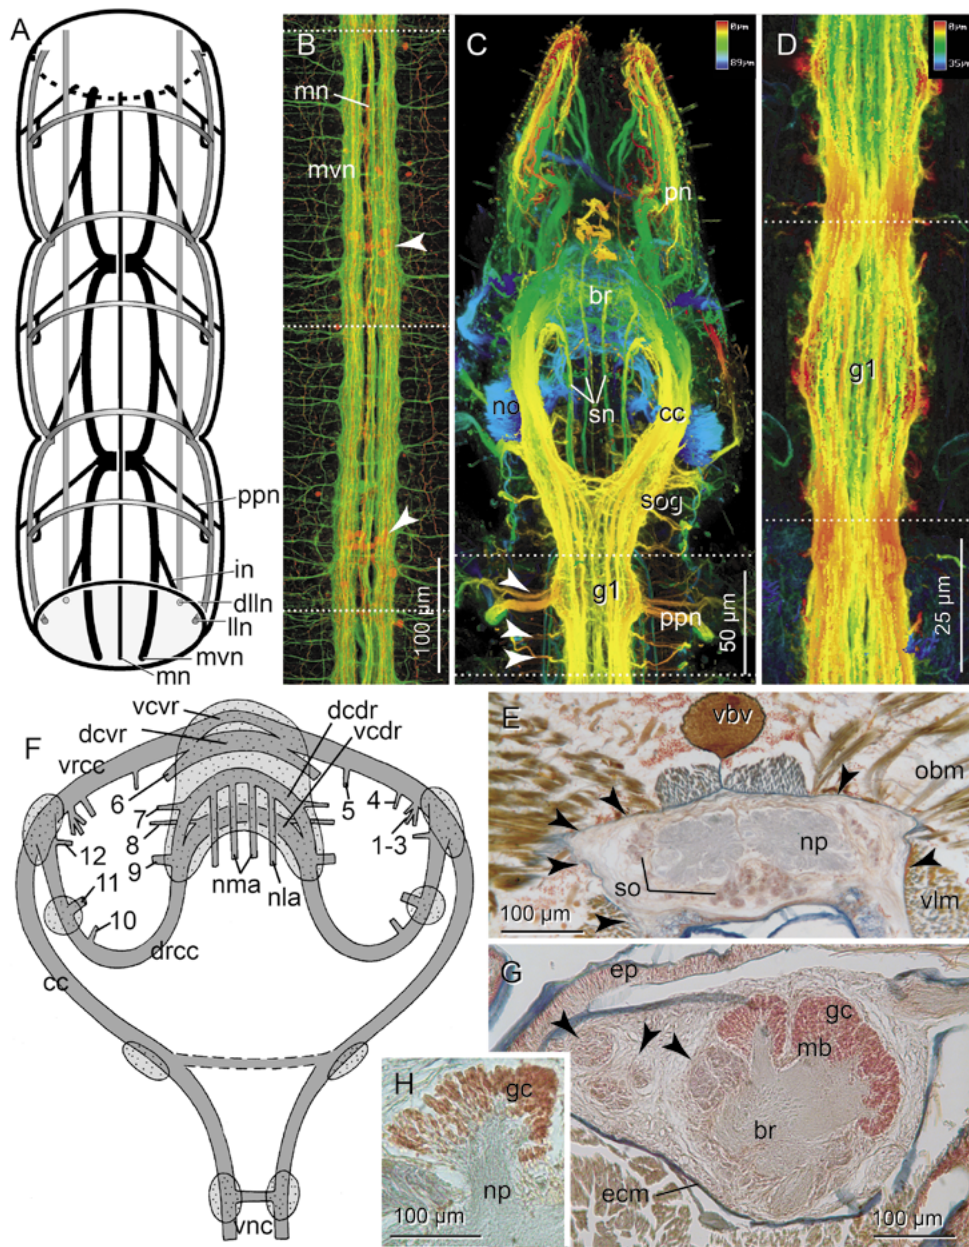 A
ppn
in
dlln
lln
mvn
mn
B
mn
mvn
100 µm
C
0µm
89µm
pn
br
no
sn
cc
sog
g1
ppn
50 µm
D
0µm
35µm
g1
25 µm
E
vbv
obm
np
so
vlm
100 µm
F
vcvr
dcvr
vrcc
dcdr
vcdr
6
7
8
9
5
4
1-3
12
11
10
nma
nla
drcc
cc
vnc
G
ep
gc
mb
br
ecm
100 µm
H
gc
np
100 µm